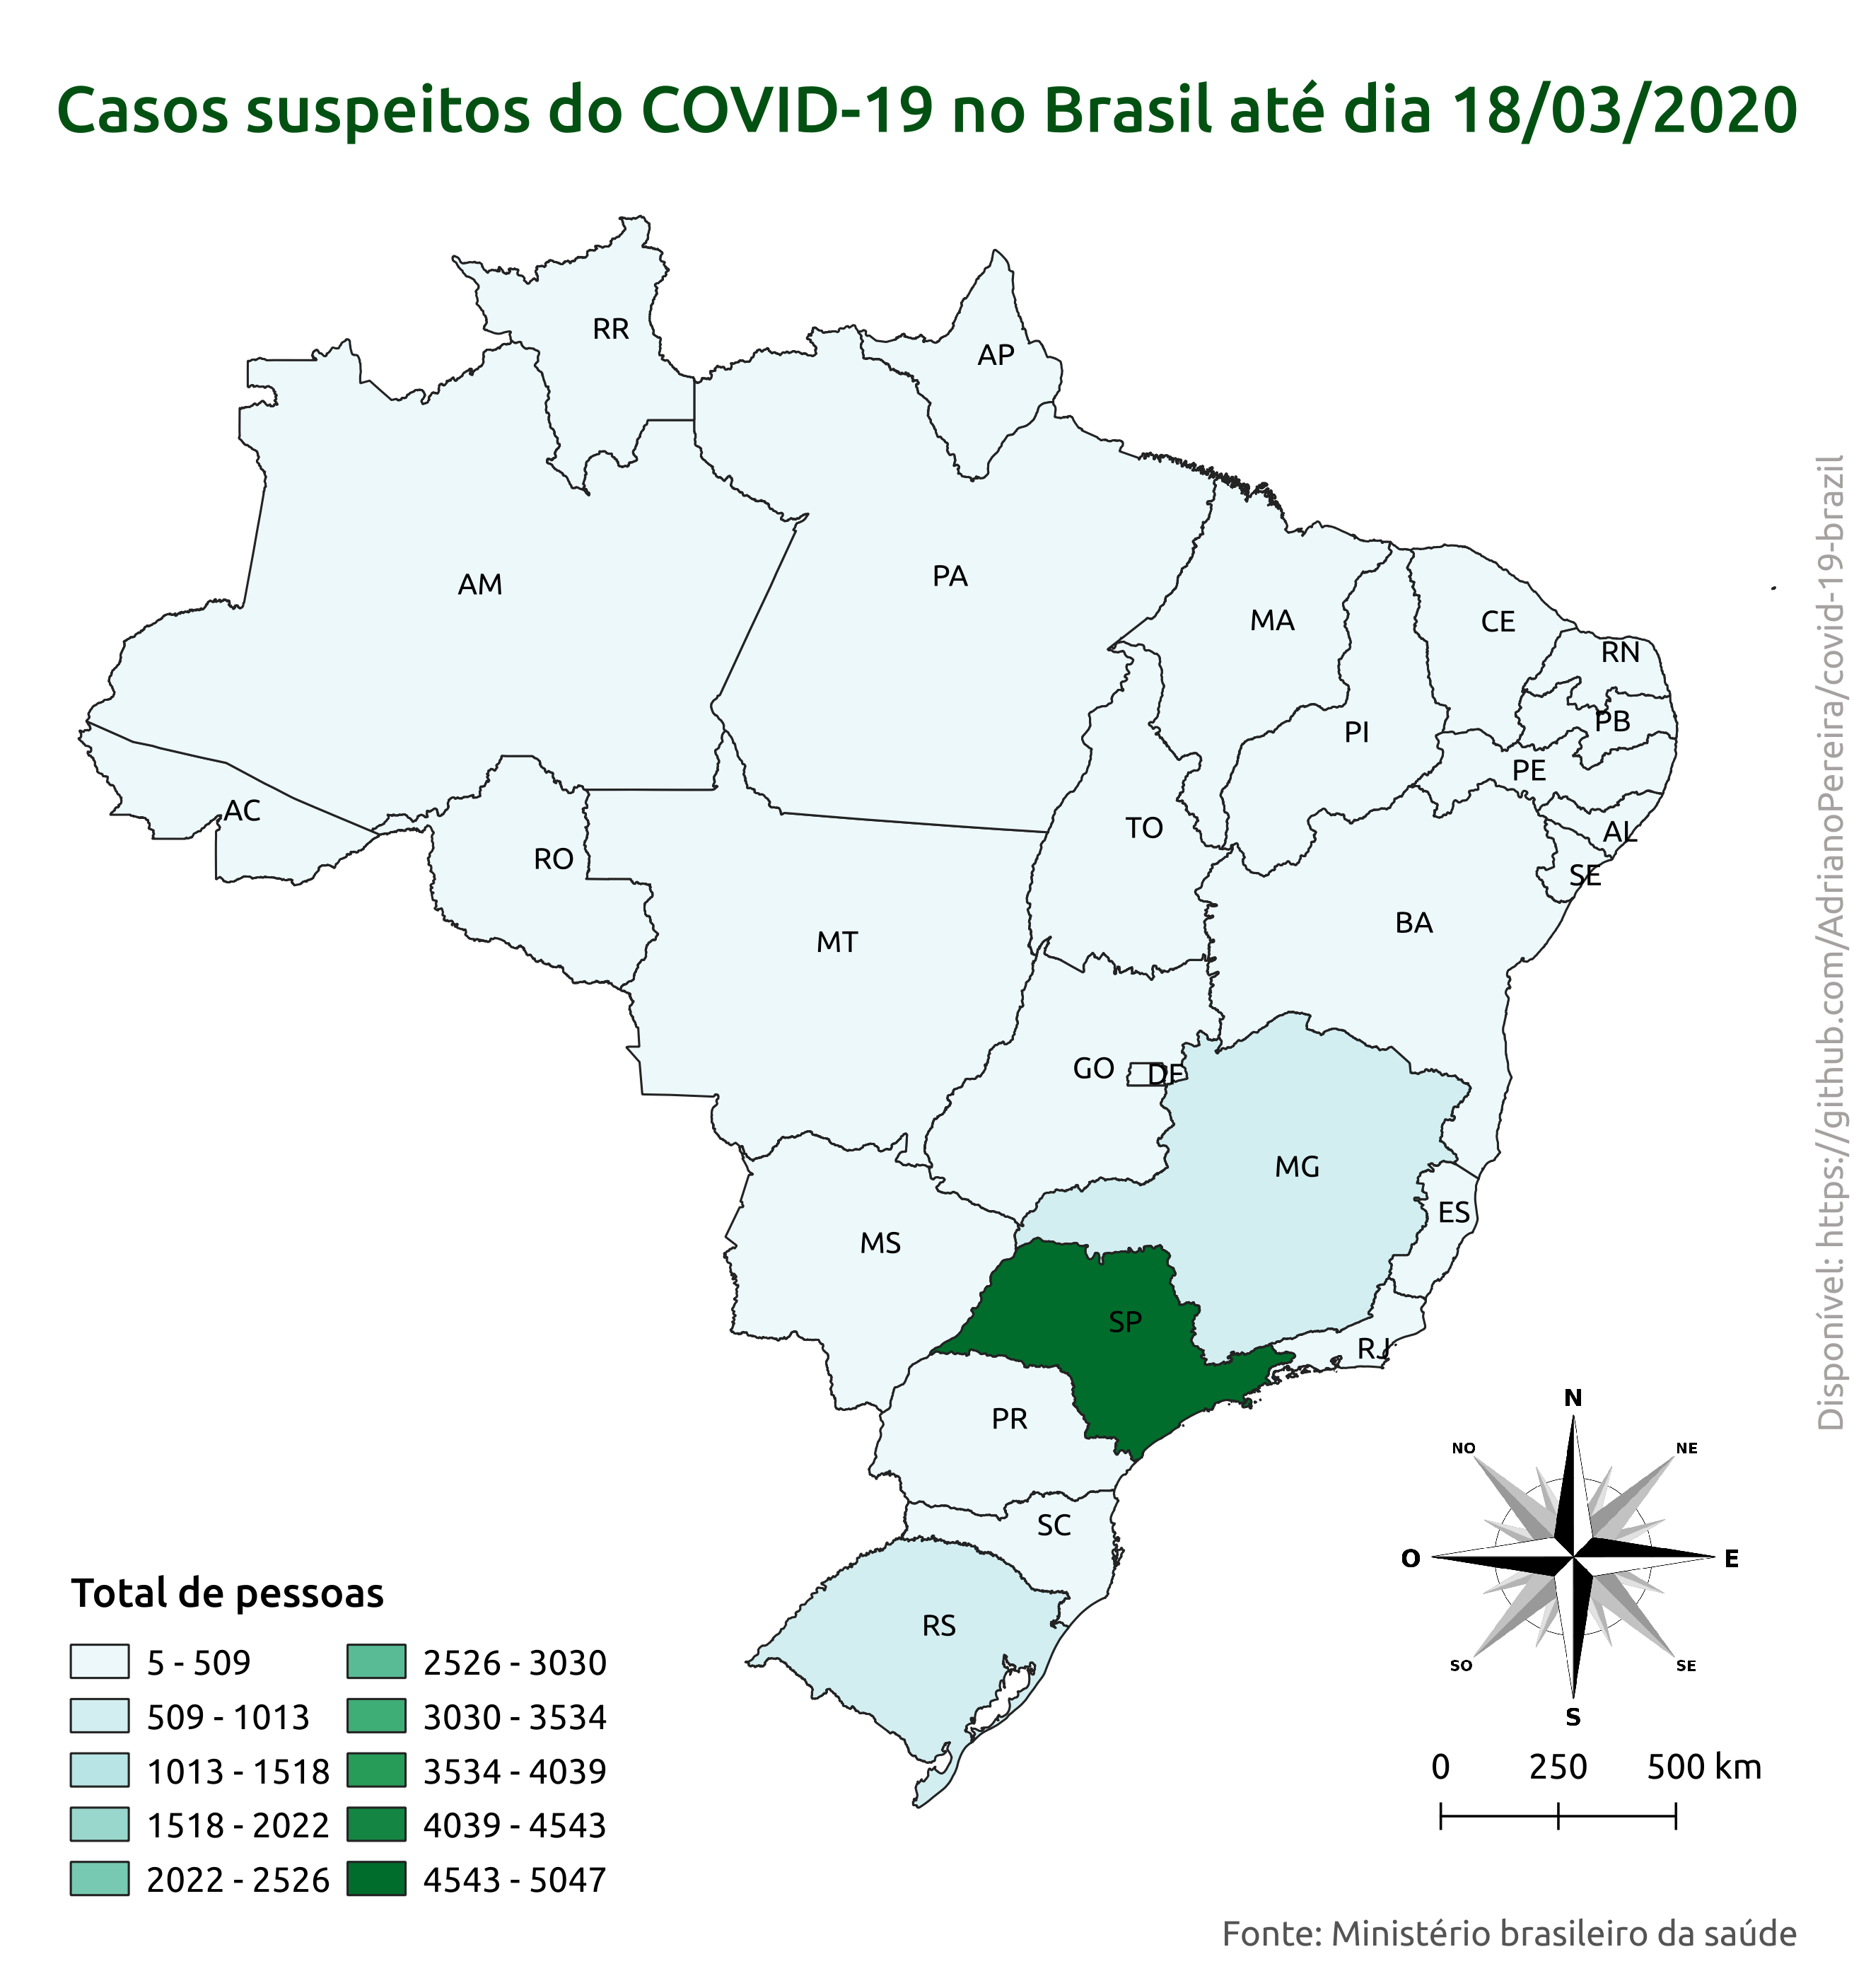 Casos suspeitos do COVID-19 no Brasil até dia 18/03/2020
RR
AP
AM
PA
MA
CE
RN
PI
PB
PE
AC
TO
AL
RO
SE
BA
MT
GO
DF
MG
ES
MS
SP
RJ
PR
SC
RS
Disponível: https://github.com/AdrianoPereira/covid-19-brazil
N
NO
NE
O
E
SO
SE
S
0 250 500 km
Total de pessoas
5 - 509
509 - 1013
1013 - 1518
1518 - 2022
2022 - 2526
2526 - 3030
3030 - 3534
3534 - 4039
4039 - 4543
4543 - 5047
Fonte: Ministério brasileiro da saúde